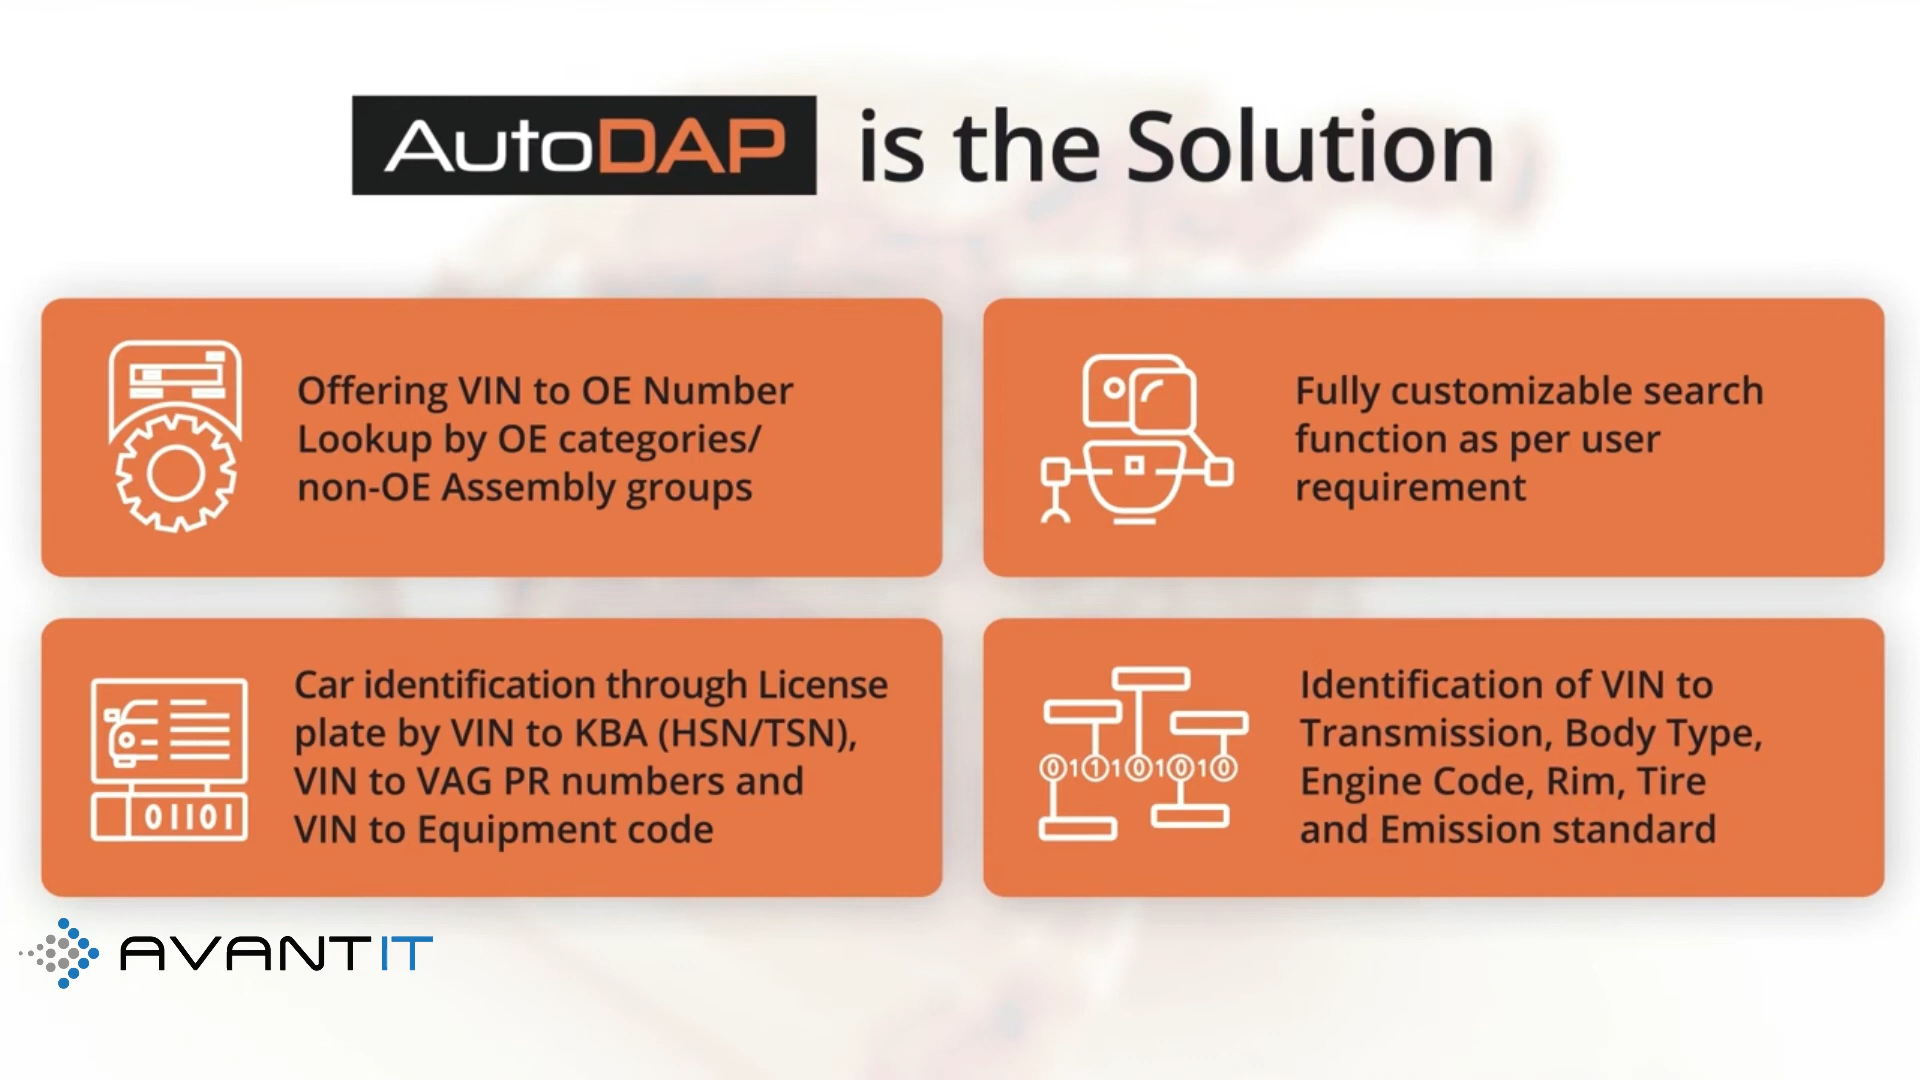 AutoDAP is the Solution
Offering VIN to OE Number
Lookup by OE categories/
non-OE Assembly groups
Fully customizable search
function as per user
requirement
Car identification through License
plate by VIN to KBA (HSN/TSN),
VIN to VAG PR numbers and
VIN to Equipment code
01101
Identification of VIN to
Transmission, Body Type,
Engine Code, Rim, Tire
and Emission standard
011101010
AVANTIT